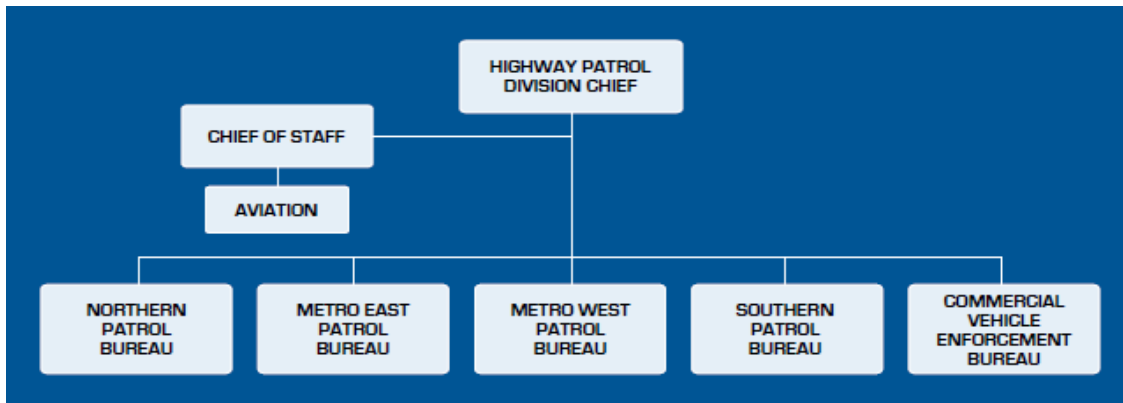 HIGHWAY PATROL
DIVISION CHIEF
CHIEF OF STAFF
AVIATION
NORTHERN
PATROL
BUREAU
METRO EAST
PATROL
BUREAU
METRO WEST
PATROL
BUREAU
SOUTHERN
PATROL
BUREAU
COMMERCIAL
VEHICLE
ENFORCEMENT
BUREAU